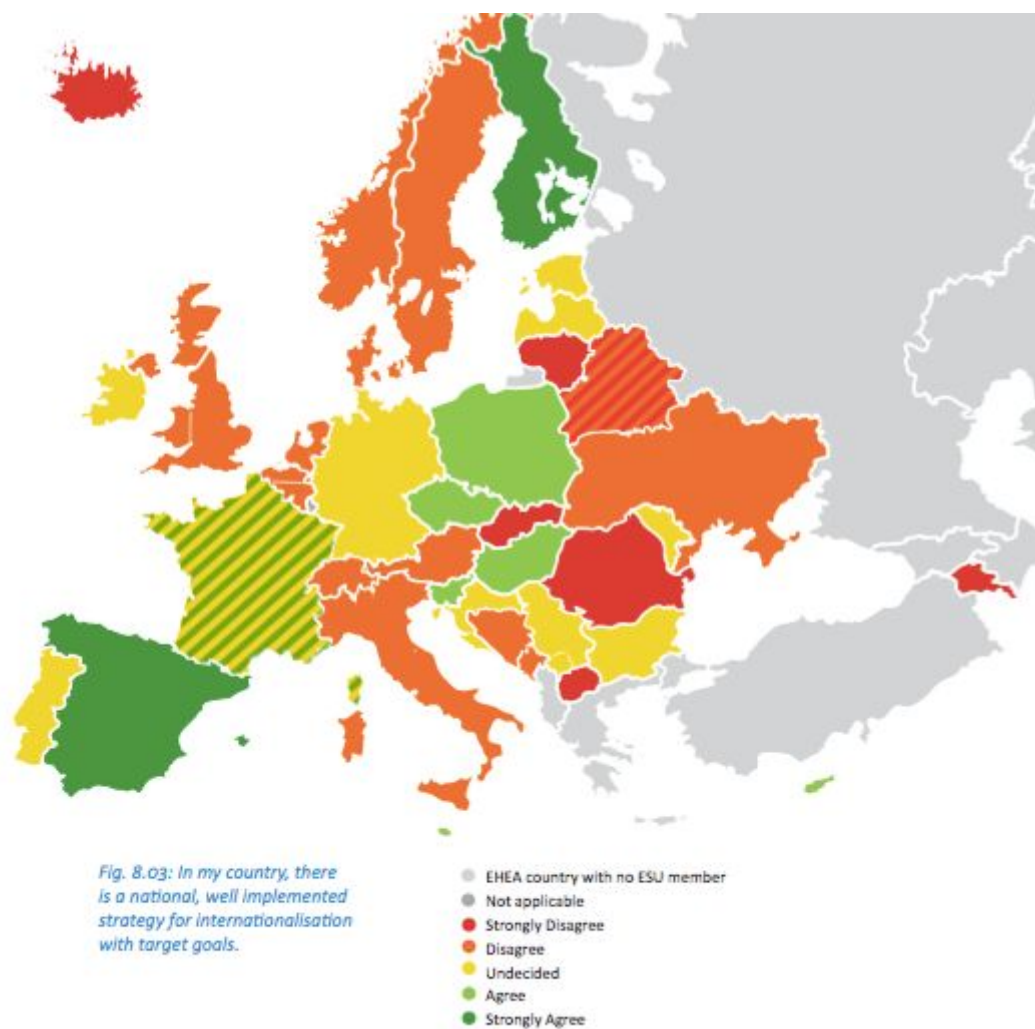 Fig. 8.03: In my country, there
is a national, well implemented
strategy for internationalisation
with target goals.
EHEA country with no ESU member
Not applicable
Strongly Disagree
Disagree
Undecided
Agree
Strongly Agree